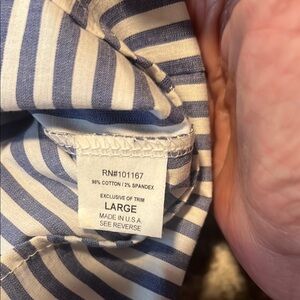 RN#101167
98% COTTON / 2% SPANDEX
EXCLUSIVE OF TRIM
LARGE
MADE IN U.S.A
SEE REVERSE